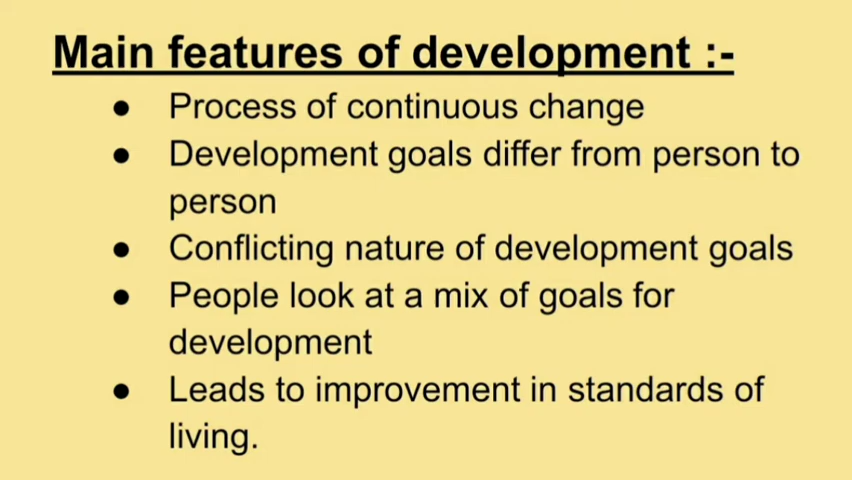 Main features of development :-
● Process of continuous change
● Development goals differ from person to
person
● Conflicting nature of development goals
● People look at a mix of goals for
development
● Leads to improvement in standards of
living.